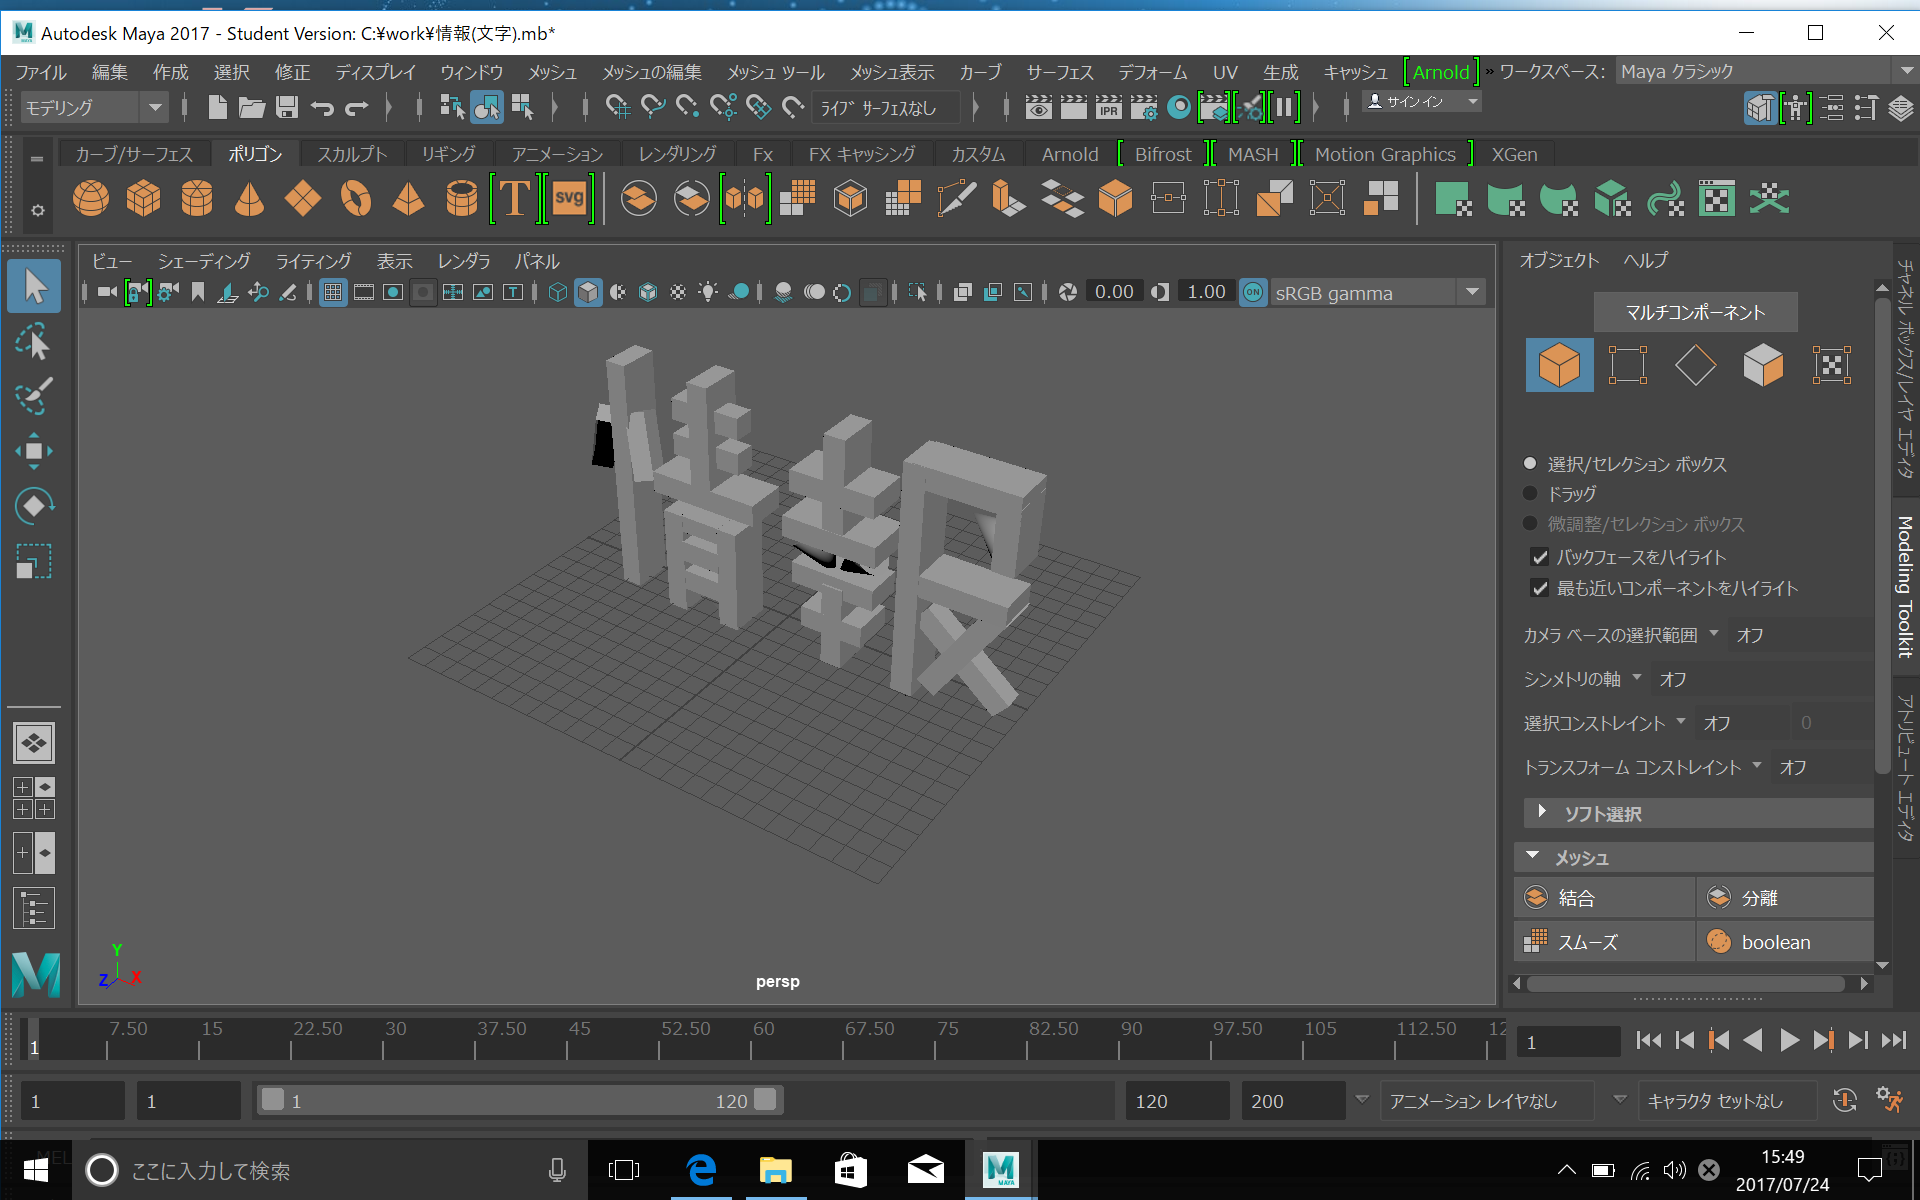 Autodesk Maya 2017 - Student Version: C:¥work¥情報(文字).mb*
ファイル 編集 作成 選択 修正 ディスプレイ ウィンドウ メッシュ メッシュの編集 メッシュ ツール メッシュ表示 カーブ サーフェス デフォーム UV 生成 キャッシュ Arnold » ワークスペース: Maya クラシック
モデリング ライブ サーフェスなし IPR サイン イン
カーブ/サーフェス ポリゴン スカルプト リギング アニメーション レンダリング Fx FX キャッシング カスタム Arnold Bifrost MASH Motion Graphics XGen
T svg
ビュー シェーディング ライティング 表示 レンダラ パネル
0.00 1.00 ON sRGB gamma
オブジェクト ヘルプ
マルチコンポーネント
選択/セレクション ボックス
ドラッグ
微調整/セレクション ボックス
バックフェースをハイライト
最も近いコンポーネントをハイライト
カメラ ベースの選択範囲 オフ
シンメトリの軸 オフ
選択コンストレイント オフ 0
トランスフォーム コンストレイント オフ
ソフト選択
メッシュ
結合 分離
スムーズ boolean
チャネル ボックス/レイヤ エディタ
Modeling Toolkit
アトリビュート エディタ
情報
Y
Z X
persp
1 7.50 15 22.50 30 37.50 45 52.50 60 67.50 75 82.50 90 97.50 105 112.50 12
1
1 1 1 120 120 200 アニメーション レイヤなし キャラクタ セットなし
MEL
ここに入力して検索
M
MAYA
15:49
2017/07/24